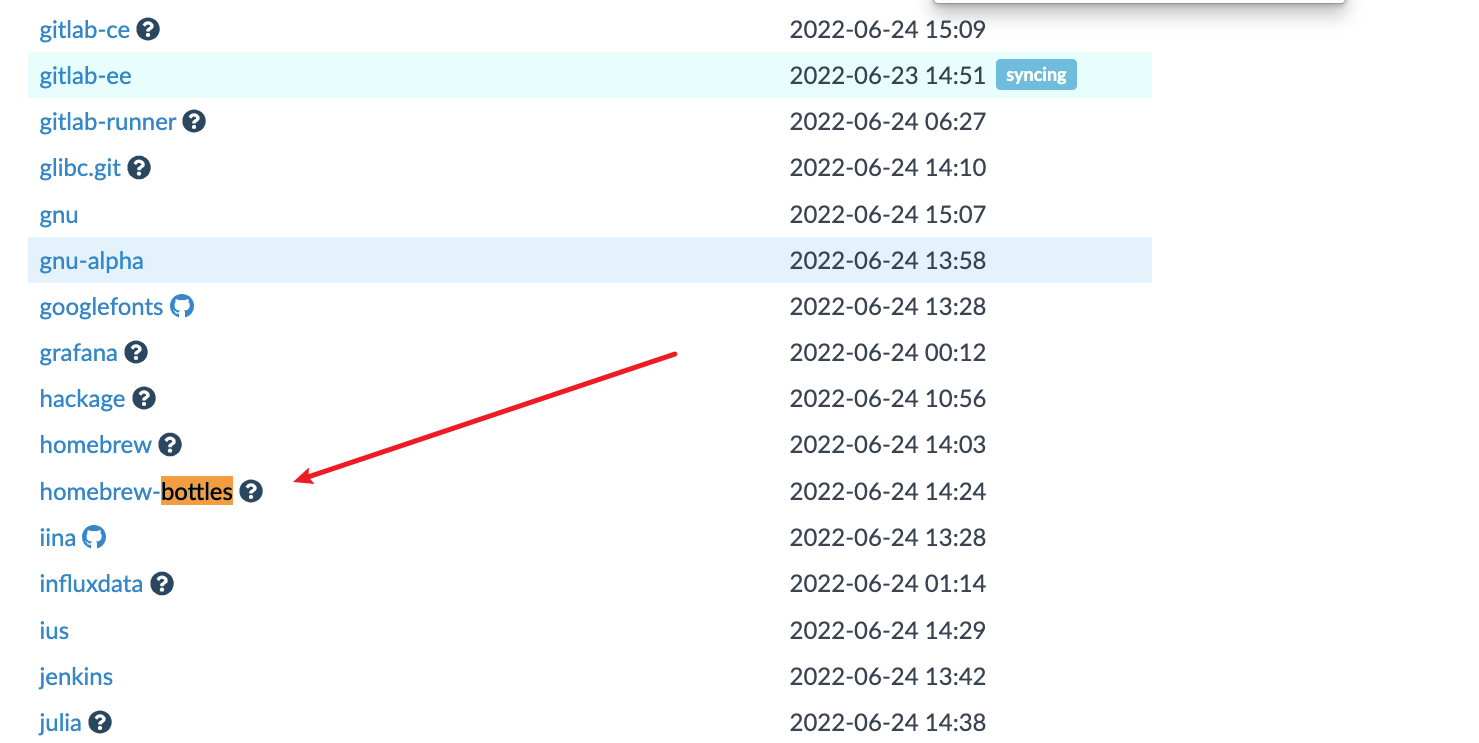 gitlab-ce ? 2022-06-24 15:09
gitlab-ee 2022-06-23 14:51 syncing
gitlab-runner ? 2022-06-24 06:27
glibc.git ? 2022-06-24 14:10
gnu 2022-06-24 15:07
gnu-alpha 2022-06-24 13:58
googlefonts 2022-06-24 13:28
grafana ? 2022-06-24 00:12
hackage ? 2022-06-24 10:56
homebrew ? 2022-06-24 14:03
homebrew-bottles ? 2022-06-24 14:24
iina 2022-06-24 13:28
influxdata ? 2022-06-24 01:14
ius 2022-06-24 14:29
jenkins 2022-06-24 13:42
julia ? 2022-06-24 14:38